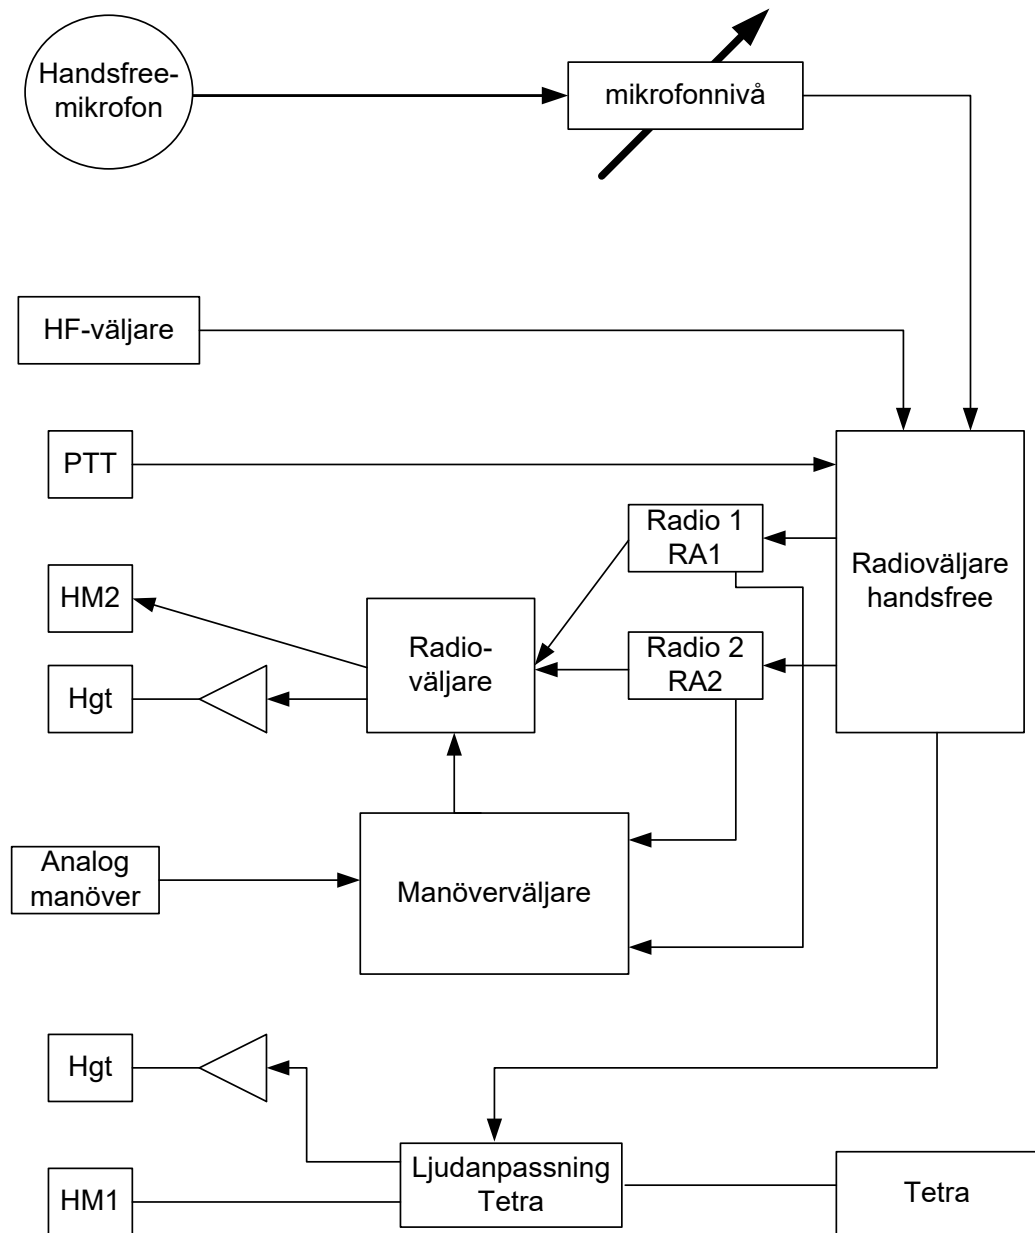 Handsfree-
mikrofon
mikrofonnivå
HF-väljare
PTT
Radio 1
RA1
Radioväljare
handsfree
HM2
Radio-
väljare
Radio 2
RA2
Hgt
Analog
manöver
Manöverväljare
Hgt
Ljudanpassning
Tetra
Tetra
HM1